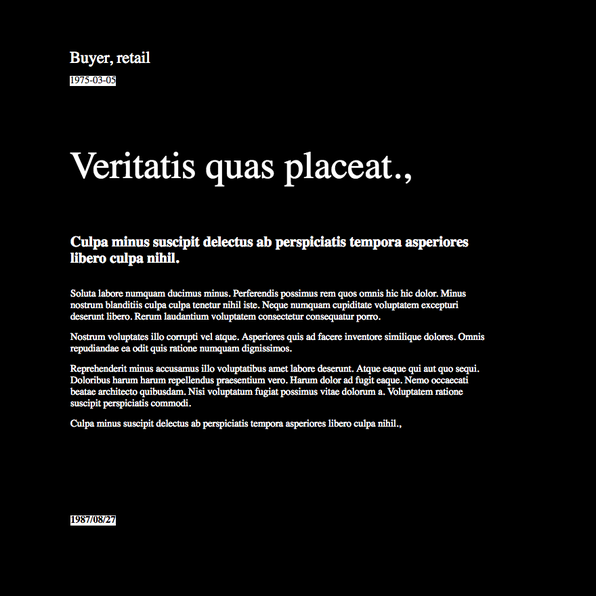 Buyer, retail
1975-03-05
Veritatis quas placeat.,
Culpa minus suscipit delectus ab perspiciatis tempora asperiores
libero culpa nihil.
Soluta labore numquam ducimus minus. Perferendis possimus rem quos omnis hic hic dolor. Minus
nostrum blanditiis culpa culpa tenetur nihil iste. Neque numquam cupiditate voluptatem excepturi
deserunt libero. Rerum laudantium voluptatem consectetur consequatur porro.
Nostrum voluptates illo corrupti vel atque. Asperiores quis ad facere inventore similique dolores. Omnis
repudiandae ea odit quis ratione numquam dignissimos.
Reprehenderit minus accusamus illo voluptatibus amet labore deserunt. Atque eaque qui aut quo sequi.
Doloribus harum harum repellendus praesentium vero. Harum dolor ad fugit eaque. Nemo occaecati
beatae architecto quibusdam. Nisi voluptatum fugiat possimus vitae dolorum a. Voluptatem ratione
suscipit perspiciatis commodi.
Culpa minus suscipit delectus ab perspiciatis tempora asperiores libero culpa nihil.,
1987/08/27